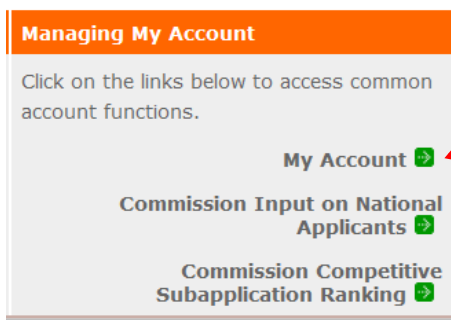 Managing My Account
Click on the links below to access common
account functions.
My Account
Commission Input on National
Applicants
Commission Competitive
Subapplication Ranking